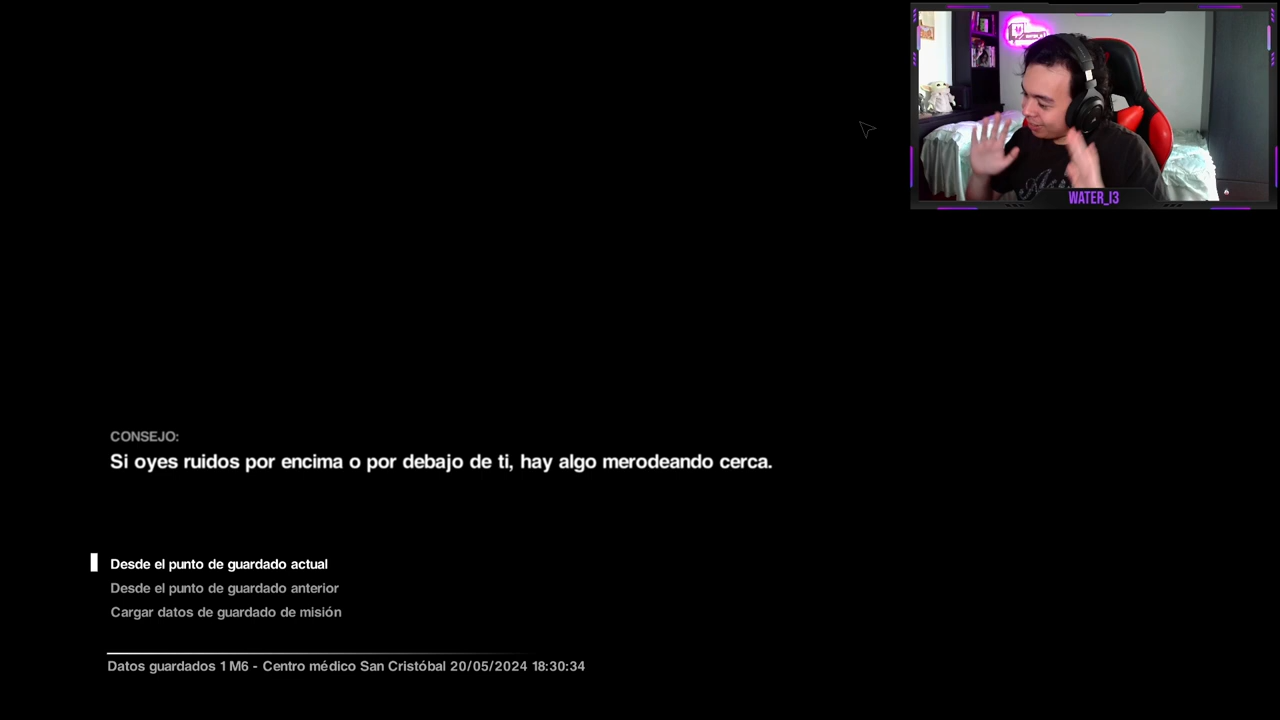 WATER_I3
CONSEJO:
Si oyes ruidos por encima o por debajo de ti, hay algo merodeando cerca.
Desde el punto de guardado actual
Desde el punto de guardado anterior
Cargar datos de guardado de misión
Datos guardados 1 M6 - Centro médico San Cristóbal 20/05/2024 18:30:34